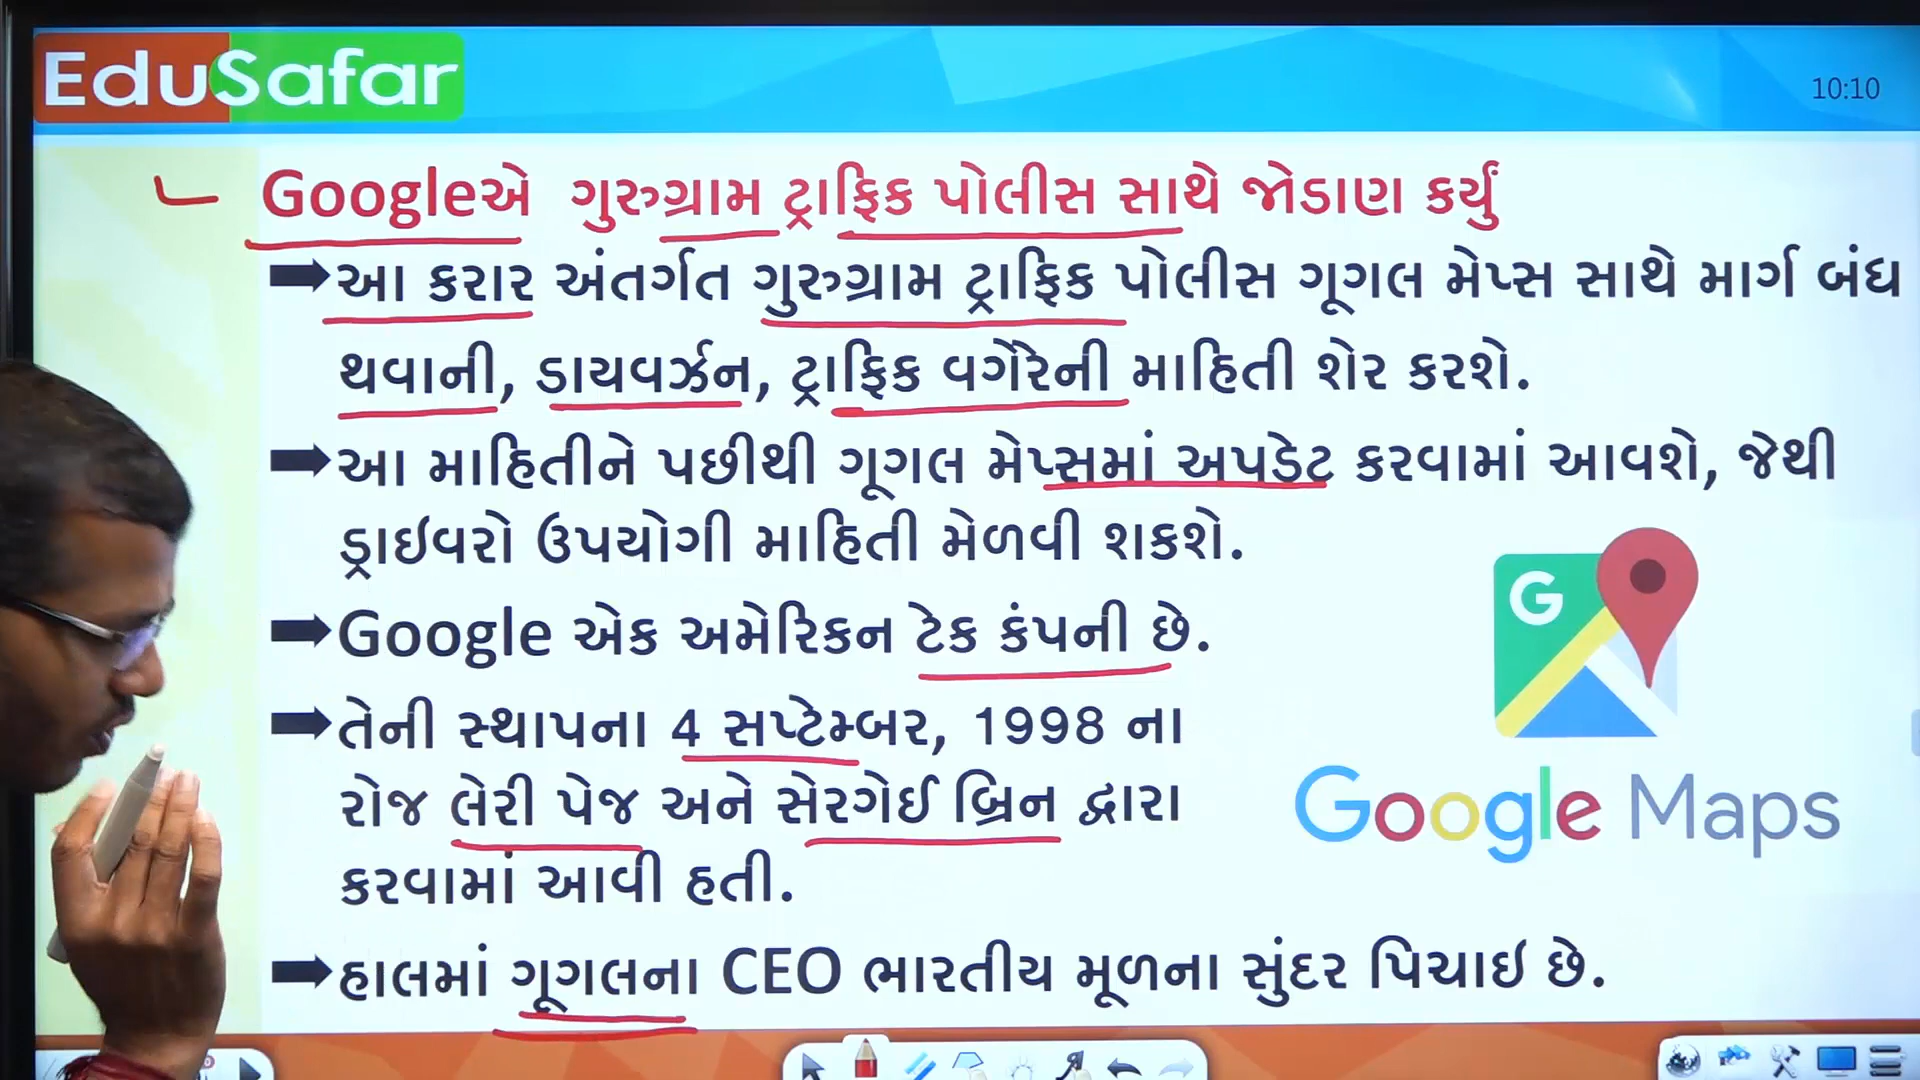 EduSafar
10:10
Googleએ ગુરુગ્રામ ટ્રાફિક પોલીસ સાથે જોડાણ કર્યું
આ કરાર અંતર્ગત ગુરુગ્રામ ટ્રાફિક પોલીસ ગૂગલ મેપ્સ સાથે માર્ગ બંધ
થવાની, ડાયવર્ઝન, ટ્રાફિક વગેરેની માહિતી શેર કરશે.
આ માહિતીને પછીથી ગૂગલ મેપ્સમાં અપડેટ કરવામાં આવશે, જેથી
ડ્રાઈવરો ઉપયોગી માહિતી મેળવી શકશે.
Google એક અમેરિકન ટેક કંપની છે.
તેની સ્થાપના 4 સપ્ટેમ્બર, 1998 ના
રોજ લેરી પેજ અને સેરગેઈ બ્રિન દ્વારા
કરવામાં આવી હતી.
હાલમાં ગૂગલના CEO ભારતીય મૂળના સુંદર પિચાઇ છે.
G
Google Maps